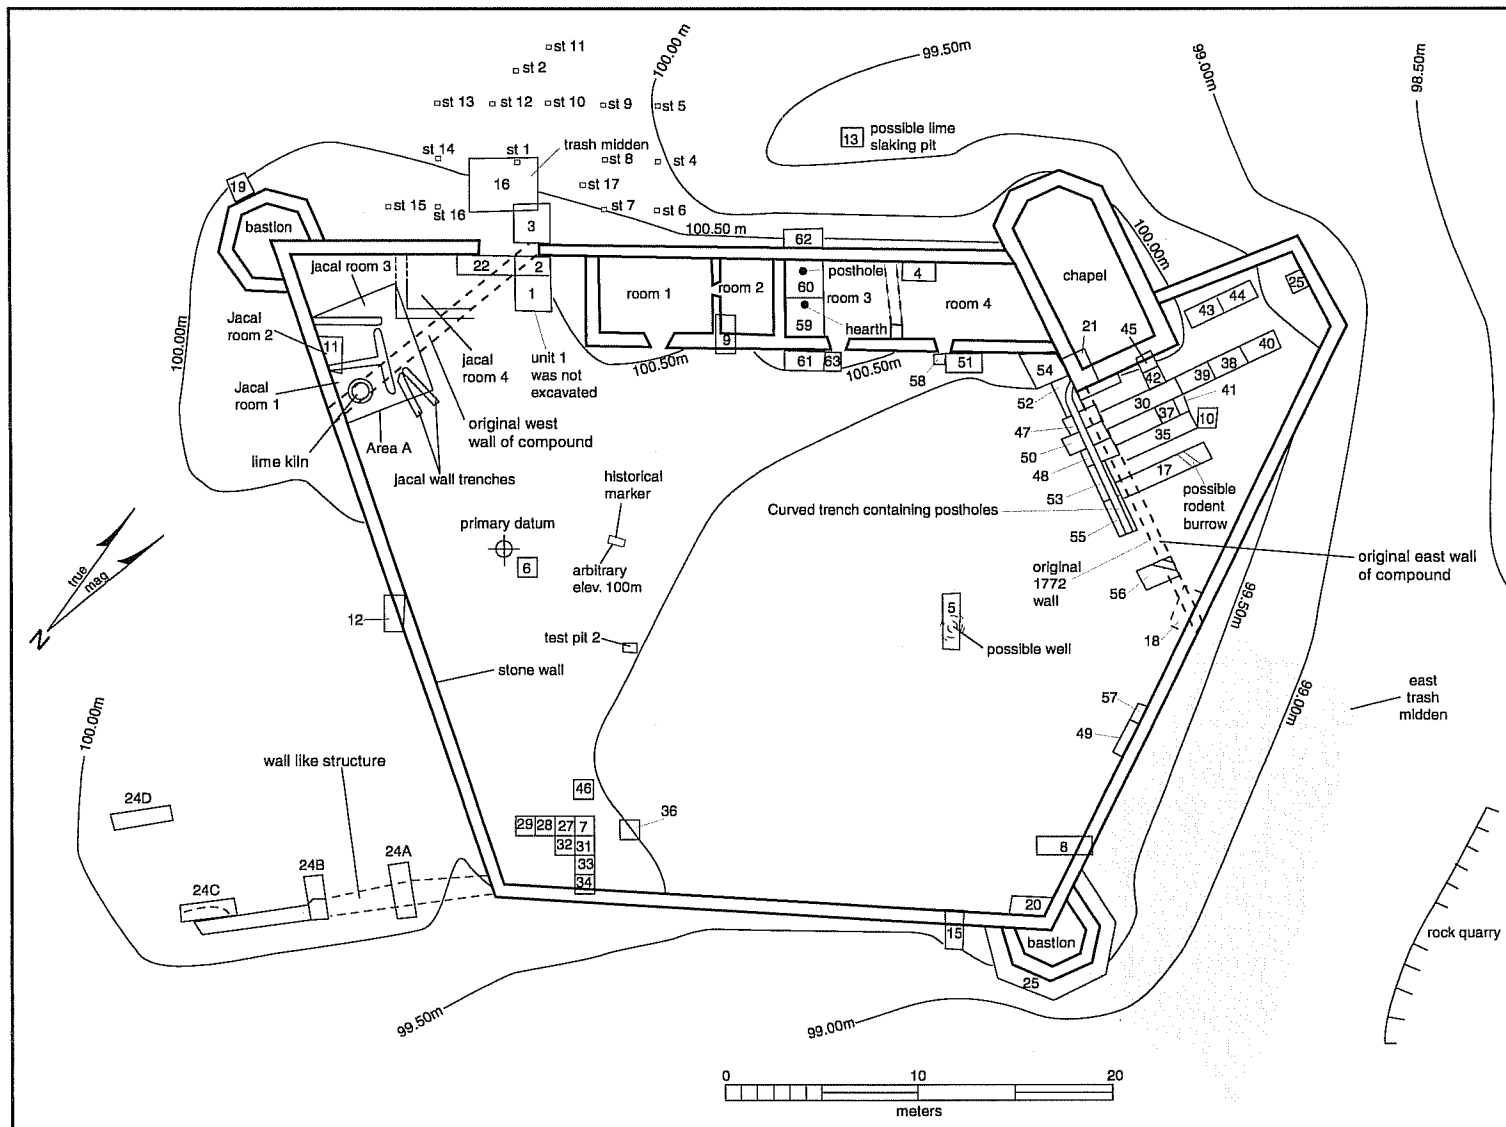 st 11
st 2
100.00 m
99.50m
99.00m
98.50m
st 13
st 12
st 10
st 9
st 5
13
possible lime
slaking pit
st 14
st 1
trash midden
st 8
st 4
16
st 17
19
st 15
st 16
st 7
st 6
3
bastion
100.50 m
62
100.00m
chapel
jacal room 3
22
2
1
room 1
room 2
posthole
60
room 3
4
room 4
25
hearth
59
43
44
Jacal
room 2
11
9
21
45
100.00m
jacal
room 4
unit 1
was not
excavated
100.50m
61
63
100.50m
58
51
54
42
39
38
40
Jacal
room 1
52
30
41
original west
wall of compound
37
10
47
35
lime kiln
Area A
50
48
17
jacal wall trenches
53
possible
rodent
burrow
historical
marker
Curved trench containing postholes
primary datum
55
6
arbitrary
elev. 100m
original
1772
wall
original east wall
of compound
true
mag
N
56
99.50m
12
5
18
test pit 2
possible well
stone wall
east
trash
midden
99.00m
57
49
100.00m
wall like structure
24D
46
36
29
28
27
7
32
31
33
34
8
24C
24B
24A
20
15
bastion
25
rock quarry
99.50m
99.00m
0
10
20
meters